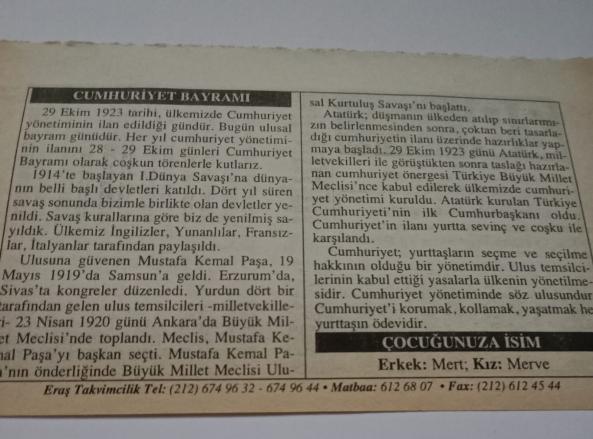 CUMHURİYET BAYRAMI
29 Ekim 1923 tarihi, ülkemizde Cumhuriyet
yönetiminin ilan edildiği gündür. Bugün ulusal
bayram günüdür. Her yıl cumhuriyet yönetimi-
nin ilanını 28 - 29 Ekim günleri Cumhuriyet
Bayramı olarak coşkun törenlerle kutlarız.
1914'te başlayan I.Dünya Savaşı'na dünya-
nın belli başlı devletleri katıldı. Dört yıl süren
savaş sonunda bizimle birlikte olan devletler ye-
nildi. Savaş kurallarına göre biz de yenilmiş sa-
yıldık. Ülkemiz İngilizler, Yunanlılar, Fransız-
lar, İtalyanlar tarafından paylaşıldı.
Ulusuna güvenen Mustafa Kemal Paşa, 19
Mayıs 1919'da Samsun'a geldi. Erzurum'da,
Sivas'ta kongreler düzenledi. Yurdun dört bir
tarafından gelen ulus temsilcileri -milletvekille-
ri- 23 Nisan 1920 günü Ankara'da Büyük Mil-
et Meclisi'nde toplandı. Meclis, Mustafa Ke-
mal Paşa'yı başkan seçti. Mustafa Kemal Pa-
a'nın önderliğinde Büyük Millet Meclisi Ulu-
sal Kurtuluş Savaşı'nı başlattı.
Atatürk; düşmanın ülkeden atılıp sınırlarımı-
zın belirlenmesinden sonra, çoktan beri tasarla-
dığı cumhuriyetin ilanı üzerinde hazırlıklar yap-
maya başladı. 29 Ekim 1923 günü Atatürk, mil-
letvekilleri ile görüştükten sonra taslağı hazırla-
nan cumhuriyet önergesi Türkiye Büyük Millet
Meclisi'nce kabul edilerek ülkemizde cumhuri-
yet yönetimi kuruldu. Atatürk kurulan Türkiye
Cumhuriyeti'nin ilk Cumhurbaşkanı oldu.
Cumhuriyet'in ilanı yurtta sevinç ve coşku ile
karşılandı.
Cumhuriyet; yurttaşların seçme ve seçilme
hakkının olduğu bir yönetimdir. Ulus temsilci-
lerinin kabul ettiği yasalarla ülkenin yönetilme-
sidir. Cumhuriyet yönetiminde söz ulusundur
Cumhuriyet'i korumak, kollamak, yaşatmak he
yurttaşın ödevidir.
ÇOCUĞUNUZA İSİM
Erkek: Mert; Kız: Merve
Eraş Takvimcilik Tel: (212) 674 96 32 - 674 96 44 • Matbaa: 612 68 07 • Fax: (212) 612 45 44